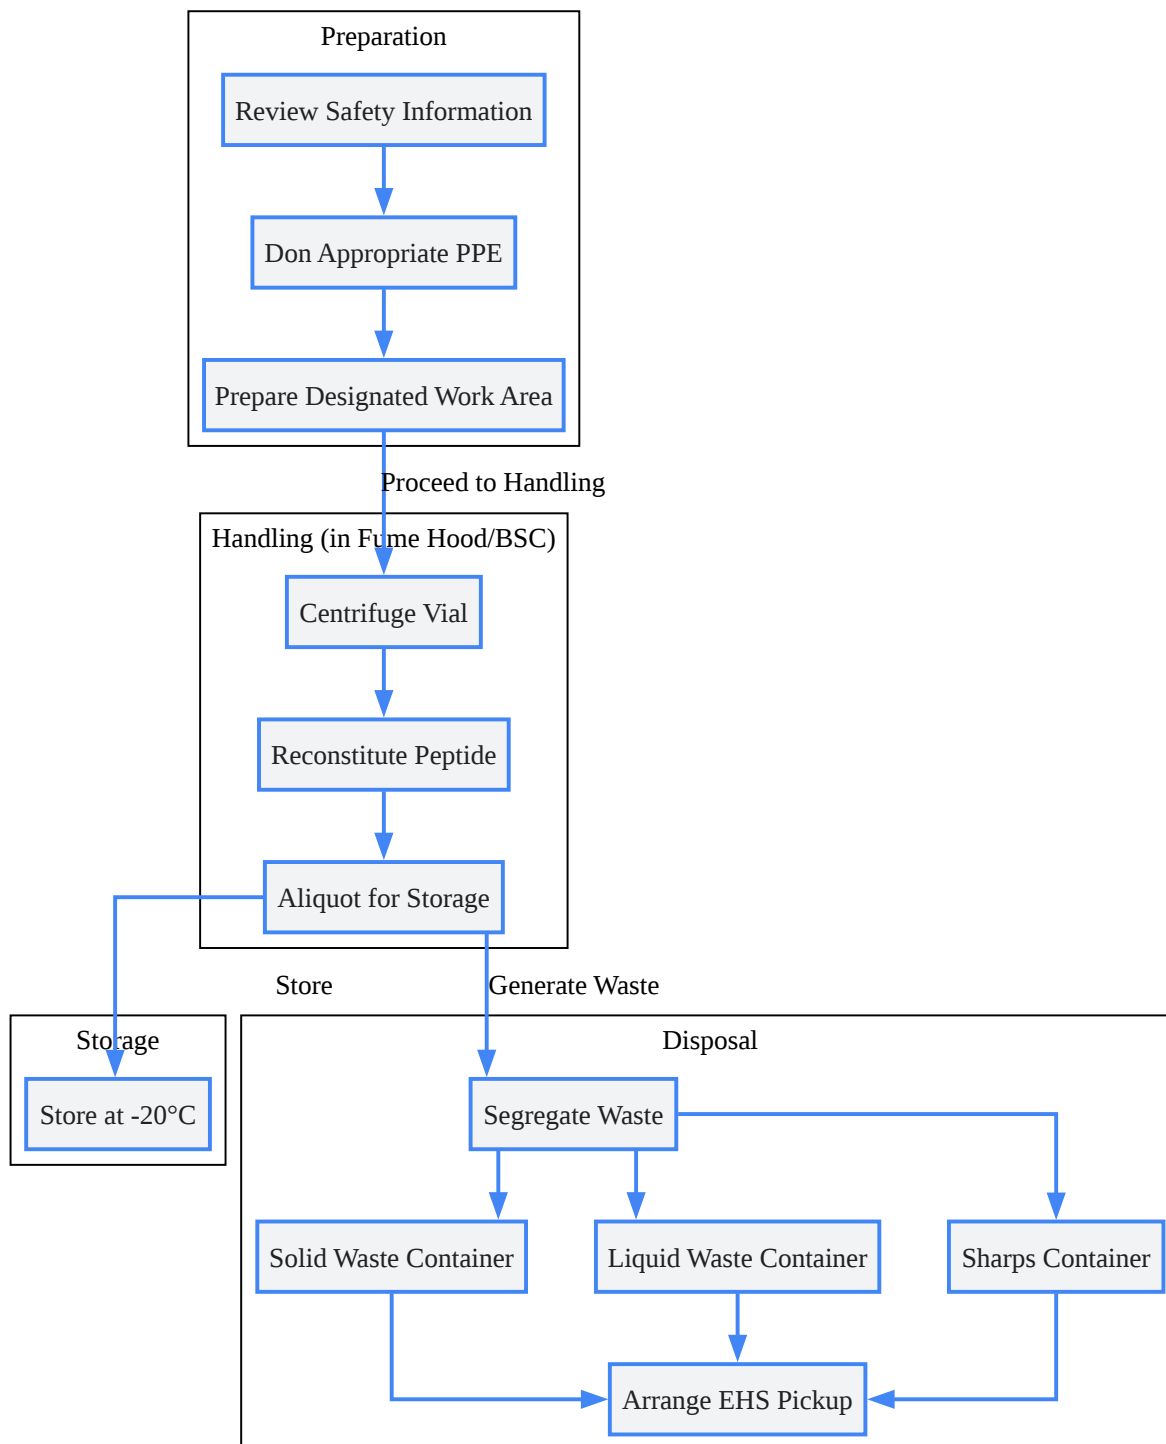 Preparation
Review Safety Information
Don Appropriate PPE
Prepare Designated Work Area
Proceed to Handling
Handling (in Fume Hood/BSC)
Centrifuge Vial
Reconstitute Peptide
Aliquot for Storage
Store
Generate Waste
Storage
Store at -20°C
Disposal
Segregate Waste
Solid Waste Container
Liquid Waste Container
Sharps Container
Arrange EHS Pickup